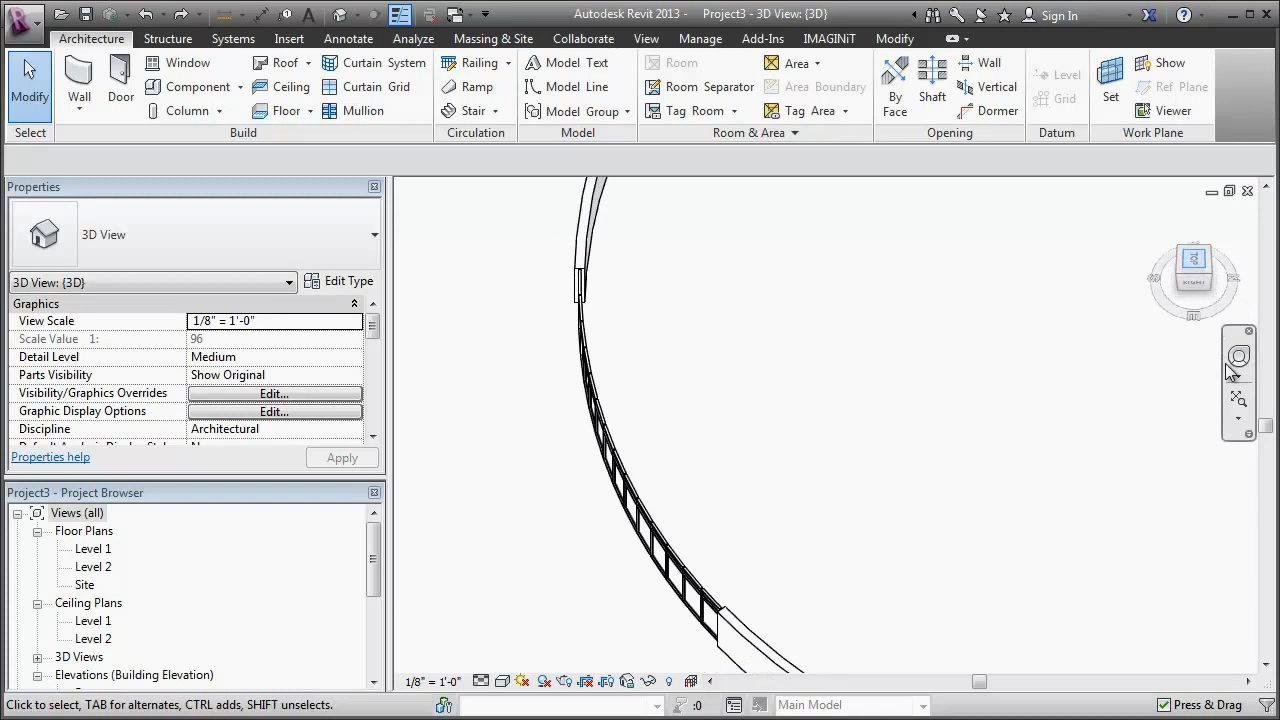 Autodesk Revit 2013 - Project3 - 3D View: {3D}
Sign In
Architecture Structure Systems Insert Annotate Analyze Massing & Site Collaborate View Manage Add-Ins IMAGINiT Modify
Modify
Wall
Door
Window
Component
Column
Roof
Ceiling
Floor
Curtain System
Curtain Grid
Mullion
Railing
Ramp
Stair
Model Text
Model Line
Model Group
Room
Room Separator
Tag Room
Area
Area Boundary
Tag Area
By
Face
Shaft
Wall
Vertical
Dormer
Level
Grid
Set
Show
Ref Plane
Viewer
Select Build Circulation Model Room & Area Opening Datum Work Plane
Properties
3D View
3D View: {3D} Edit Type
Graphics
View Scale 1/8" = 1'-0"
Scale Value 1: 96
Detail Level Medium
Parts Visibility Show Original
Visibility/Graphics Overrides Edit...
Graphic Display Options Edit...
Discipline Architectural
Properties help Apply
Project3 - Project Browser
Views (all)
Floor Plans
Level 1
Level 2
Site
Ceiling Plans
Level 1
Level 2
3D Views
Elevations (Building Elevation)
RIGHT
1/8" = 1'-0"
Click to select, TAB for alternates, CTRL adds, SHIFT unselects.
:0
Main Model
Press & Drag